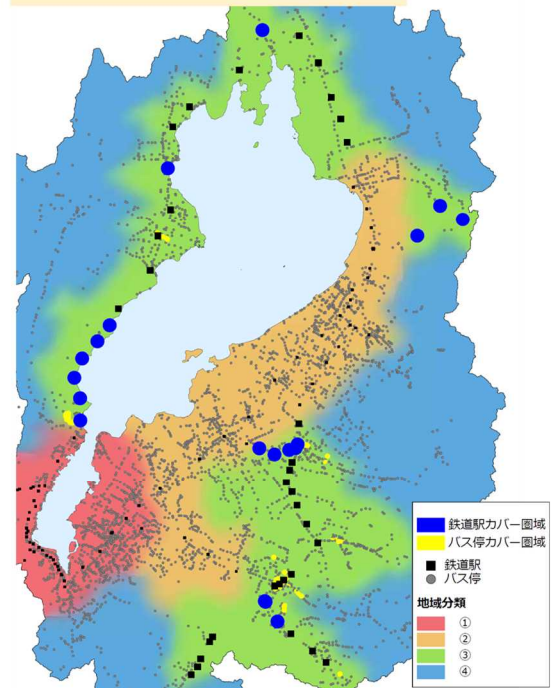 鉄道駅カバー圏域
バス停カバー圏域
鉄道駅
バス停
地域分類
①
②
③
④